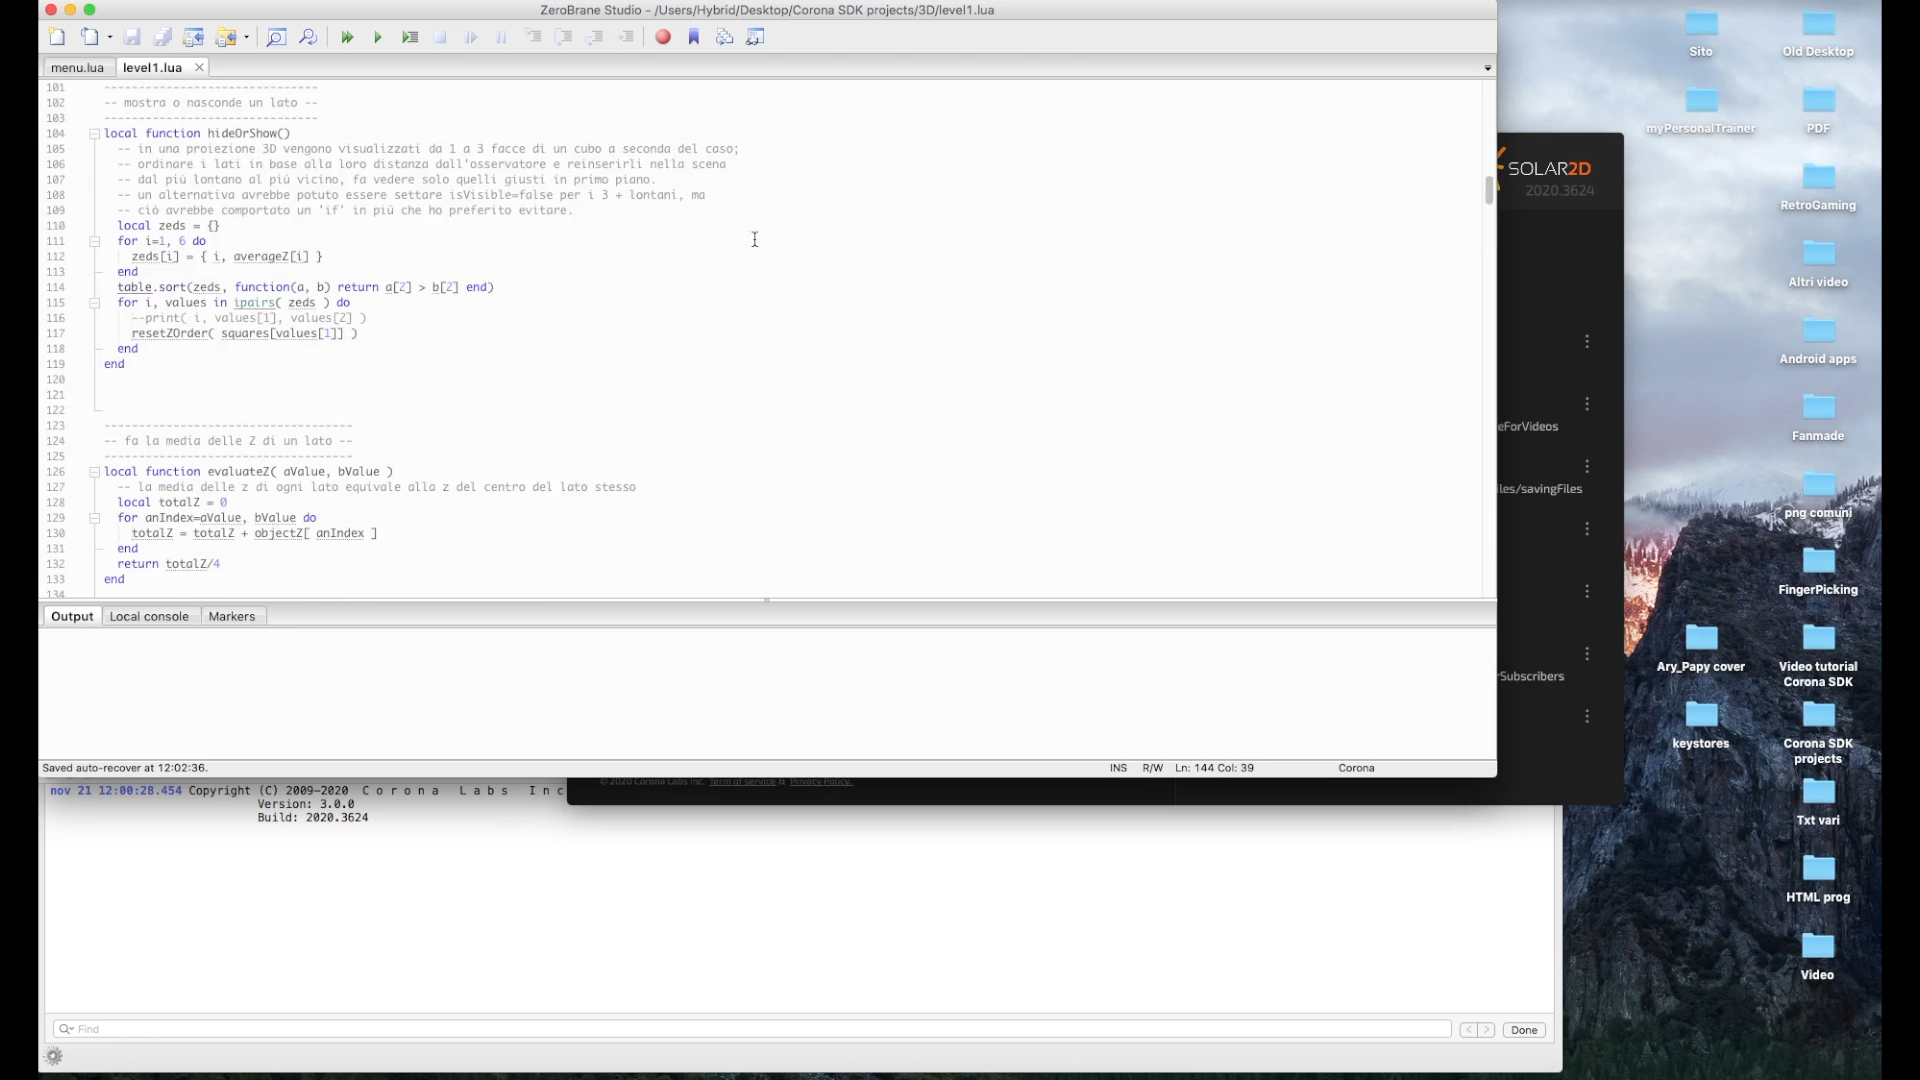 ZeroBrane Studio - /Users/Hybrid/Desktop/Corona SDK projects/3D/level1.lua
menu.lua
level1.lua
101 ---------------------------------
102 -- mostra o nasconde un lato --
103 ---------------------------------
104 local function hideOrShow()
105 -- in una proiezione 3D vengono visualizzati da 1 a 3 facce di un cubo a seconda del caso;
106 -- ordinare i lati in base alla loro distanza dall'osservatore e reinserirli nella scena
107 -- dal più lontano al più vicino, fa vedere solo quelli giusti in primo piano.
108 -- un alternativa avrebbe potuto essere settare isVisible=false per i 3 + lontani, ma
109 -- ciò avrebbe comportato un 'if' in più che ho preferito evitare.
110 local zeds = {}
111 for i=1, 6 do
112 zeds[i] = { i, averageZ[i] }
113 end
114 table.sort(zeds, function(a, b) return a[2] > b[2] end)
115 for i, values in ipairs( zeds ) do
116 --print( i, values[1], values[2] )
117 resetZOrder( squares[values[1]] )
118 end
119 end
120
121
122
123 ------------------------------------
124 -- fa la media delle Z di un lato --
125 ------------------------------------
126 local function evaluateZ( aValue, bValue )
127 -- la media delle z di ogni lato equivale alla z del centro del lato stesso
128 local totalZ = 0
129 for anIndex=aValue, bValue do
130 totalZ = totalZ + objectZ[ anIndex ]
131 end
132 return totalZ/4
133 end
134
Output
Local console
Markers
Saved auto-recover at 12:02:36.
INS R/W Ln: 144 Col: 39 Corona
nov 21 12:00:28.454 Copyright (C) 2009-2020 C o r o n a L a b s I n c
Version: 3.0.0
Build: 2020.3624
© 2020 Corona Labs Inc. Term of service & Privacy Policy.
Find
Done
SOLAR2D
2020.3624
eForVideos
iles/savingFiles
rSubscribers
Sito
Old Desktop
myPersonalTrainer
PDF
RetroGaming
Altri video
Android apps
Fanmade
png comuni
FingerPicking
Ary_Papy cover
Video tutorial
Corona SDK
keystores
Corona SDK
projects
Txt vari
HTML prog
Video